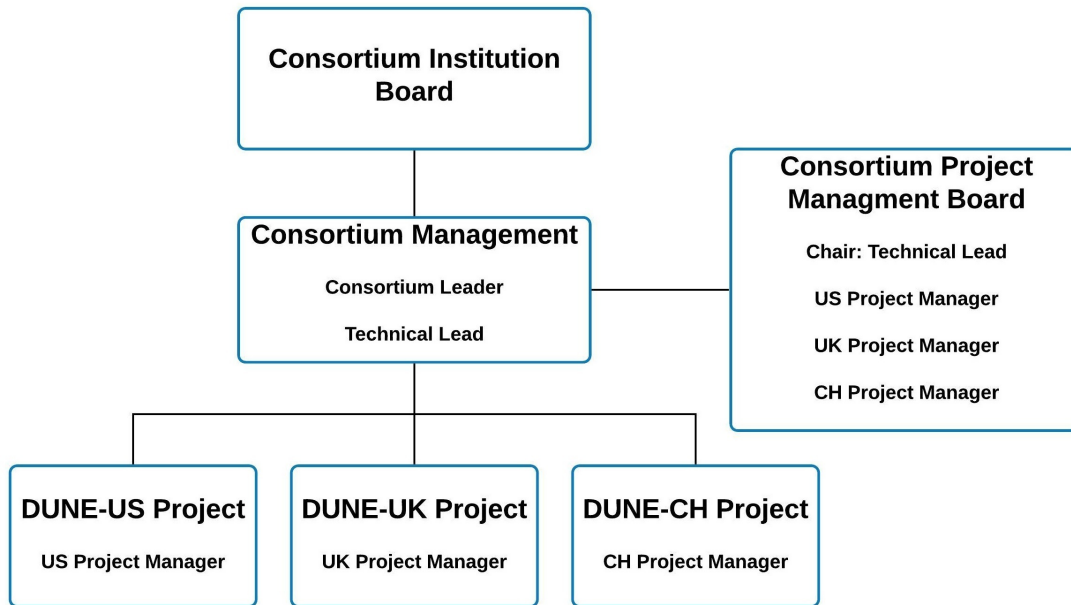 Consortium Institution
Board
Consortium Project
Managment Board
Chair: Technical Lead
US Project Manager
UK Project Manager
CH Project Manager
Consortium Management
Consortium Leader
Technical Lead
DUNE-US Project
US Project Manager
DUNE-UK Project
UK Project Manager
DUNE-CH Project
CH Project Manager